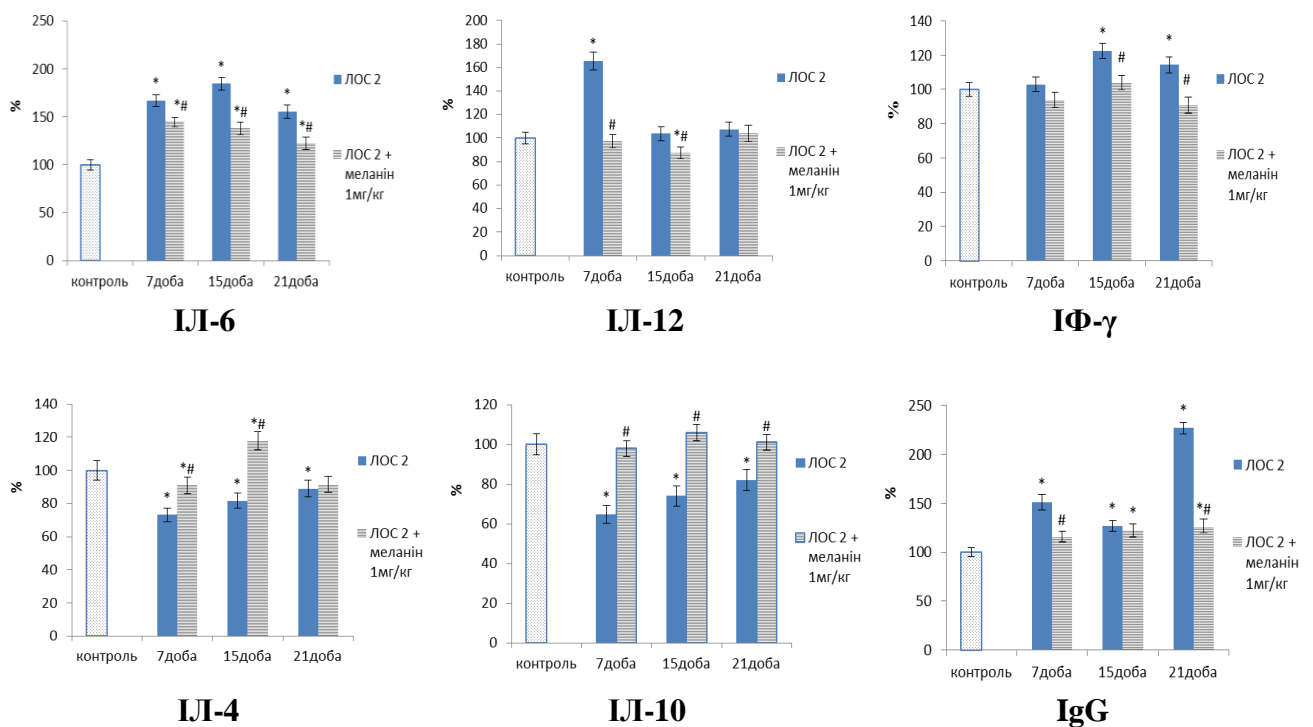 250
200
150
100
50
0
%
*
*#
*
*#
*
*#
контроль 7доба 15доба 21доба
ЛОС 2
ЛОС 2 +
меланін
1мг/кг
ІЛ-6
200
180
160
140
120
100
80
60
40
20
0
%
*
#
*#
контроль 7доба 15доба 21доба
ЛОС 2
ЛОС 2 +
меланін
1мг/кг
ІЛ-12
140
120
100
80
60
40
20
0
%
*
#
*
#
контроль 7доба 15доба 21доба
ЛОС 2
ЛОС 2 +
меланін
1мг/кг
ІФ-γ
140
120
100
80
60
40
20
0
%
*
*#
*
*#
*
контроль 7доба 15доба 21доба
ЛОС 2
ЛОС 2 +
меланін
1мг/кг
ІЛ-4
120
100
80
60
40
20
0
%
*
#
*
#
*
#
контроль 7доба 15доба 21доба
ЛОС 2
ЛОС 2 +
меланін
1мг/кг
ІЛ-10
250
200
150
100
50
0
%
*
#
*
*
*
*#
контроль 7доба 15доба 21доба
ЛОС 2
ЛОС 2 +
меланін
1мг/кг
IgG